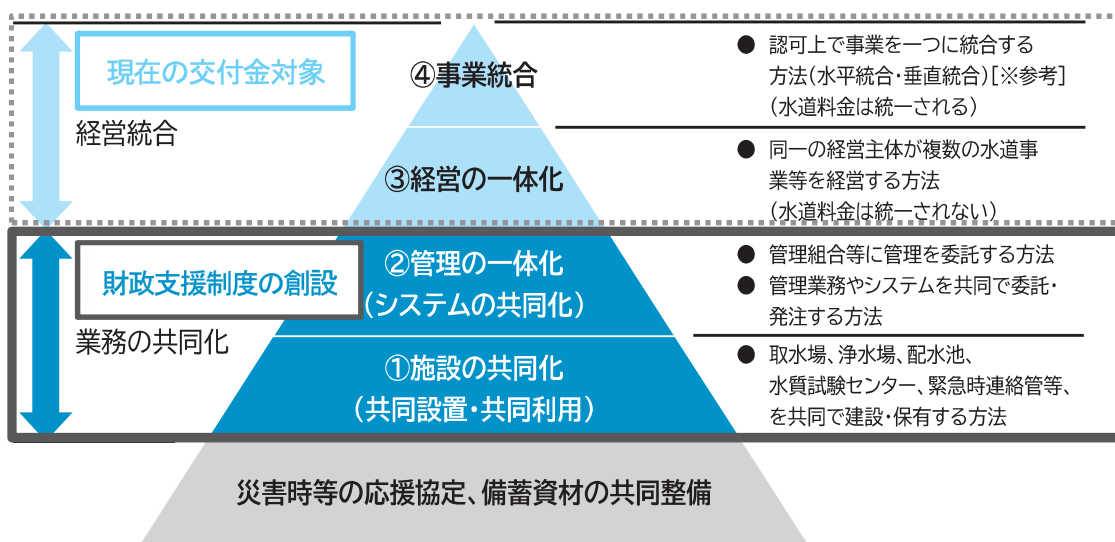 現在の交付金対象
経営統合
④事業統合
● 認可上で事業を一つに統合する
方法(水平統合・垂直統合)[※参考]
(水道料金は統一される)
③経営の一体化
● 同一の経営主体が複数の水道事
業等を経営する方法
(水道料金は統一されない)
財政支援制度の創設
業務の共同化
②管理の一体化
(システムの共同化)
● 管理組合等に管理を委託する方法
● 管理業務やシステムを共同で委託・
発注する方法
①施設の共同化
(共同設置・共同利用)
● 取水場、浄水場、配水池、
水質試験センター、緊急時連絡管等、
を共同で建設・保有する方法
災害時等の応援協定、備蓄資材の共同整備